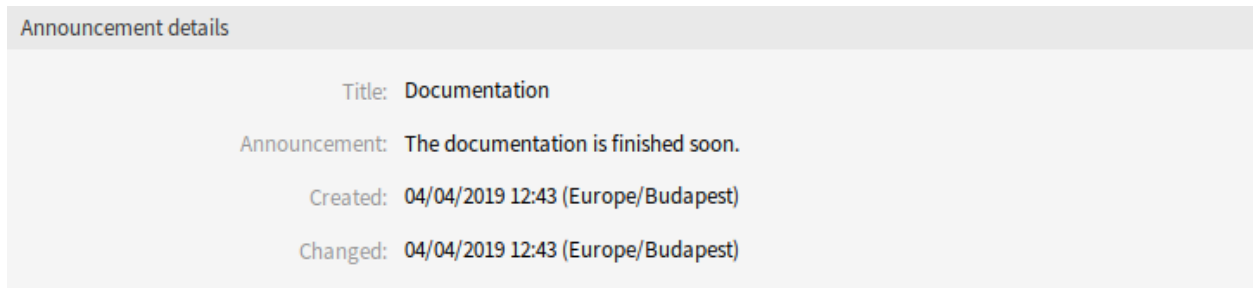 Announcement details
Title: Documentation
Announcement: The documentation is finished soon.
Created: 04/04/2019 12:43 (Europe/Budapest)
Changed: 04/04/2019 12:43 (Europe/Budapest)